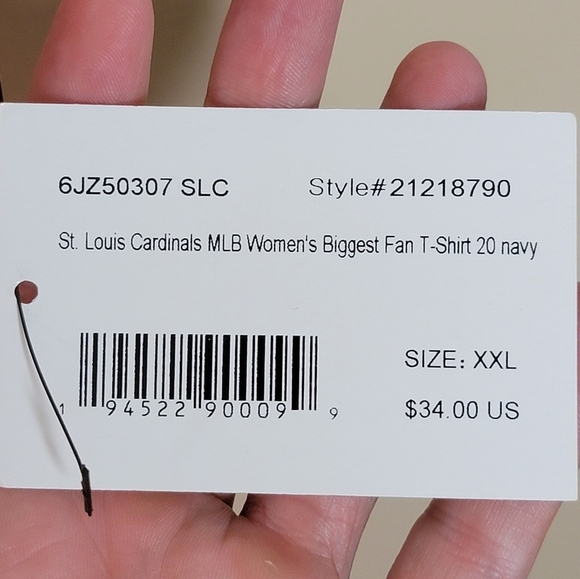 6JZ50307 SLC Style#21218790
St. Louis Cardinals MLB Women's Biggest Fan T-Shirt 20 navy
SIZE: XXL
1 94522 90009 9
$34.00 US